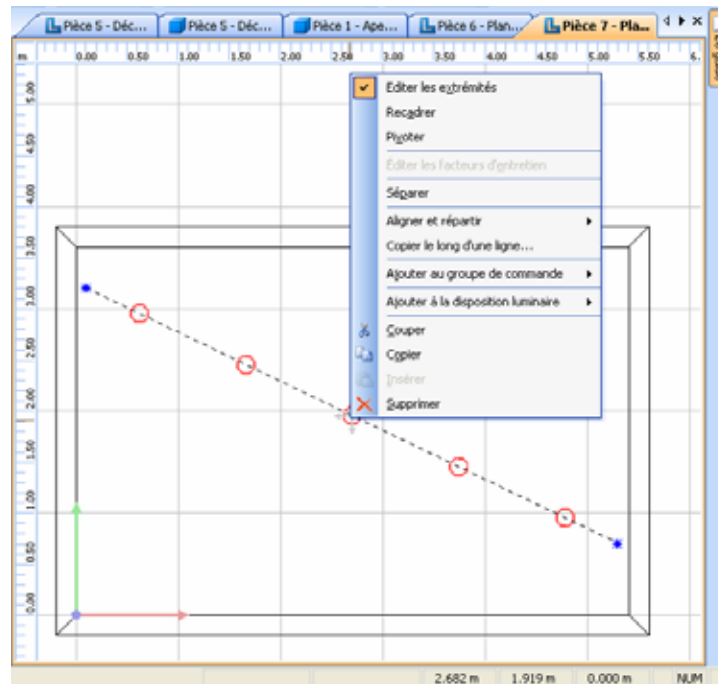 Pièce 5 - Déc... Pièce 5 - Déc... Pièce 1 - Ape... Pièce 6 - Plan... Pièce 7 - Pla...
m 0.00 0.50 1.00 1.50 2.00 2.50 3.00 3.50 4.00 4.50 5.00 5.50 6.
5.00
4.50
4.00
3.50
3.00
2.50
2.00
1.50
1.00
0.50
0.00
Editer les extrémités
Recadrer
Pivoter
Éditer les facteurs d'entretien
Séparer
Aligner et répartir
Copier le long d'une ligne...
Ajouter au groupe de commande
Ajouter à la disposition luminaire
Couper
Copier
Insérer
Supprimer
2.682 m 1.919 m 0.000 m NUM